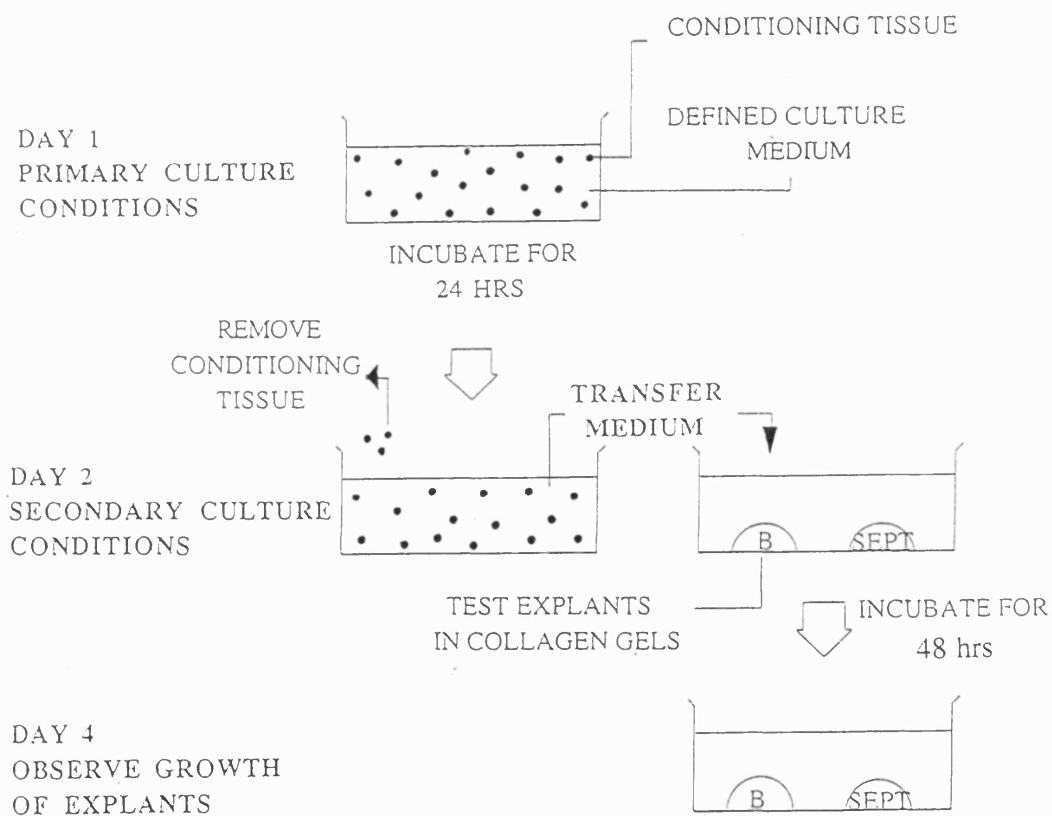 CONDITIONING TISSUE
DEFINED CULTURE
MEDIUM
DAY 1
PRIMARY CULTURE
CONDITIONS
INCUBATE FOR
24 HRS
REMOVE
CONDITIONING
TISSUE
TRANSFER
MEDIUM
DAY 2
SECONDARY CULTURE
CONDITIONS
B
SEPT
TEST EXPLANTS
IN COLLAGEN GELS
INCUBATE FOR
48 hrs
DAY 4
OBSERVE GROWTH
OF EXPLANTS
B
SEPT